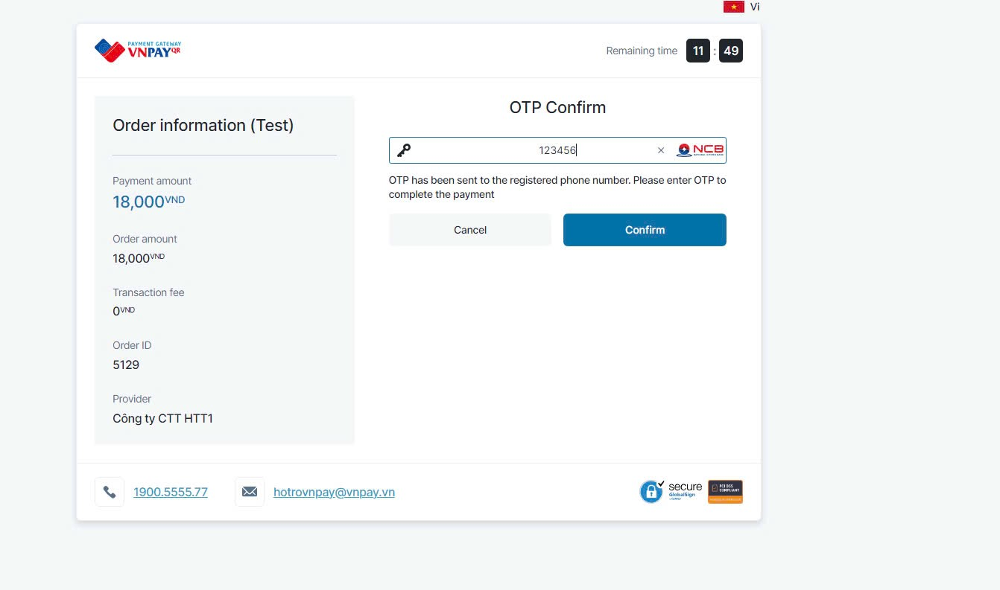 Vi
PAYMENT GATEWAY
VNPAYQR
Remaining time 11 : 49
Order information (Test)
Payment amount
18,000VND
Order amount
18,000VND
Transaction fee
0VND
Order ID
5129
Provider
Công ty CTT HTT1
OTP Confirm
123456
NCB
OTP has been sent to the registered phone number. Please enter OTP to
complete the payment
Cancel
Confirm
1900.5555.77
hotrovnpay@vnpay.vn
secure
GlobalSign
PCI DSS
COMPLIANT